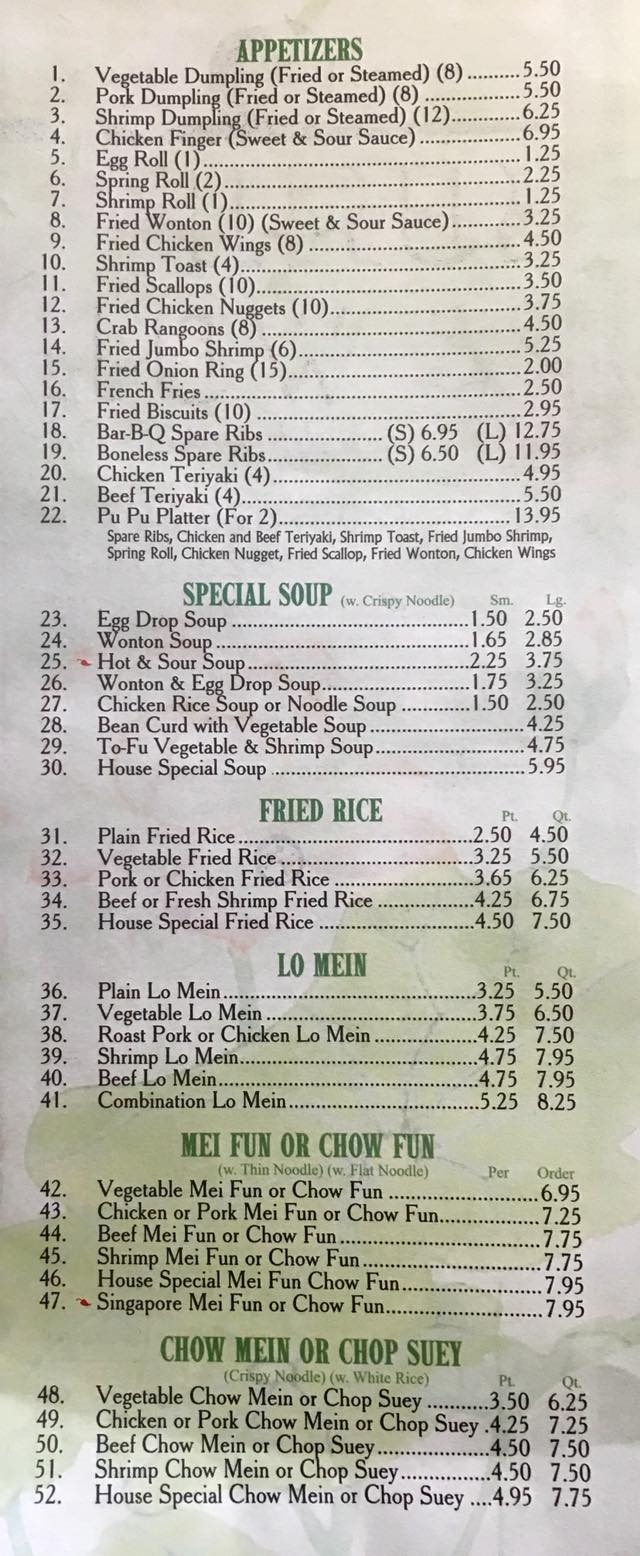 APPETIZERS
1. Vegetable Dumpling (Fried or Steamed) (8) ..........5.50
2. Pork Dumpling (Fried or Steamed) (8) ..................5.50
3. Shrimp Dumpling (Fried or Steamed) (12).............6.25
4. Chicken Finger (Sweet & Sour Sauce) ...................6.95
5. Egg Roll (1)............................................................1.25
6. Spring Roll (2).........................................................2.25
7. Shrimp Roll (1)........................................................1.25
8. Fried Wonton (10) (Sweet & Sour Sauce).............3.25
9. Fried Chicken Wings (8) ........................................4.50
10. Shrimp Toast (4).....................................................3.25
11. Fried Scallops (10)..................................................3.50
12. Fried Chicken Nuggets (10)....................................3.75
13. Crab Rangoons (8) .................................................4.50
14. Fried Jumbo Shrimp (6)..........................................5.25
15. Fried Onion Ring (15).............................................2.00
16. French Fries ............................................................2.50
17. Fried Biscuits (10) ..................................................2.95
18. Bar-B-Q Spare Ribs ......................(S) 6.95 (L) 12.75
19. Boneless Spare Ribs......................(S) 6.50 (L) 11.95
20. Chicken Teriyaki (4)...............................................4.95
21. Beef Teriyaki (4).....................................................5.50
22. Pu Pu Platter (For 2).............................................13.95
Spare Ribs, Chicken and Beef Teriyaki, Shrimp Toast, Fried Jumbo Shrimp,
Spring Roll, Chicken Nugget, Fried Scallop, Fried Wonton, Chicken Wings
SPECIAL SOUP (w. Crispy Noodle) Sm. Lg.
23. Egg Drop Soup .............................................1.50 2.50
24. Wonton Soup................................................1.65 2.85
25. Hot & Sour Soup..........................................2.25 3.75
26. Wonton & Egg Drop Soup............................1.75 3.25
27. Chicken Rice Soup or Noodle Soup ............1.50 2.50
28. Bean Curd with Vegetable Soup .............................4.25
29. To-Fu Vegetable & Shrimp Soup............................4.75
30. House Special Soup ................................................5.95
FRIED RICE Pt. Qt.
31. Plain Fried Rice ............................................2.50 4.50
32. Vegetable Fried Rice .....................................3.25 5.50
33. Pork or Chicken Fried Rice ..........................3.65 6.25
34. Beef or Fresh Shrimp Fried Rice ..................4.25 6.75
35. House Special Fried Rice .............................4.50 7.50
LO MEIN Pt. Qt.
36. Plain Lo Mein................................................3.25 5.50
37. Vegetable Lo Mein ........................................3.75 6.50
38. Roast Pork or Chicken Lo Mein ....................4.25 7.50
39. Shrimp Lo Mein.............................................4.75 7.95
40. Beef Lo Mein.................................................4.75 7.95
41. Combination Lo Mein....................................5.25 8.25
MEI FUN OR CHOW FUN
(w. Thin Noodle) (w. Flat Noodle) Per Order
42. Vegetable Mei Fun or Chow Fun .............................6.95
43. Chicken or Pork Mei Fun or Chow Fun...................7.25
44. Beef Mei Fun or Chow Fun ......................................7.75
45. Shrimp Mei Fun or Chow Fun..................................7.75
46. House Special Mei Fun Chow Fun..........................7.95
47. Singapore Mei Fun or Chow Fun.............................7.95
CHOW MEIN OR CHOP SUEY
(Crispy Noodle) (w. White Rice) Pt. Qt.
48. Vegetable Chow Mein or Chop Suey ...........3.50 6.25
49. Chicken or Pork Chow Mein or Chop Suey .4.25 7.25
50. Beef Chow Mein or Chop Suey....................4.50 7.50
51. Shrimp Chow Mein or Chop Suey................4.50 7.50
52. House Special Chow Mein or Chop Suey ....4.95 7.75